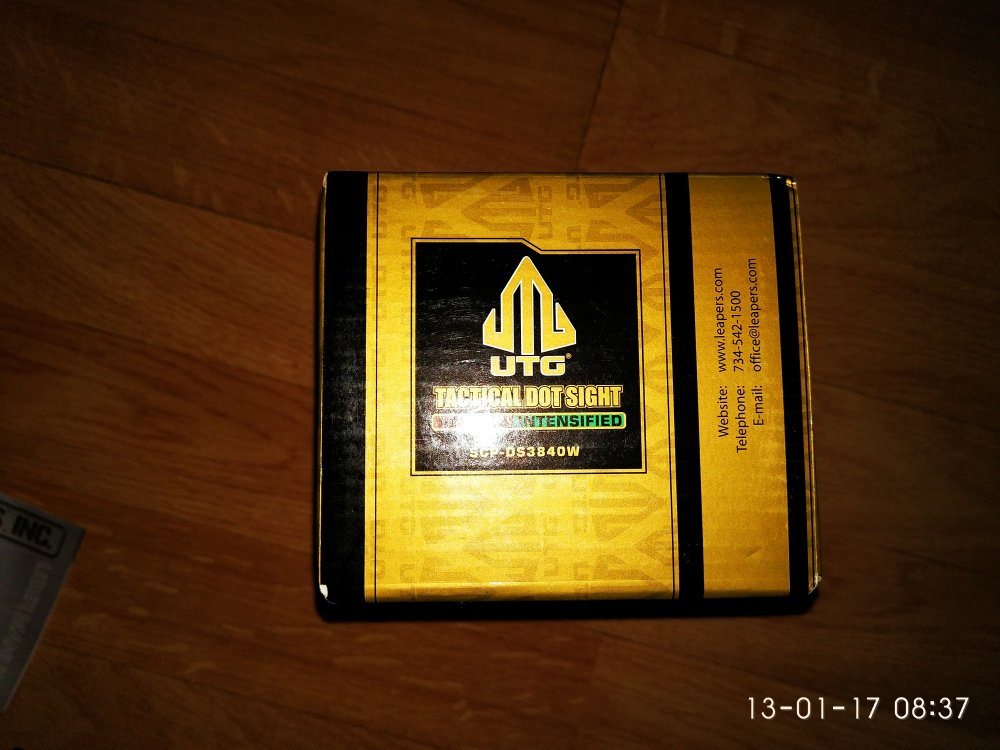 UTG
TACTICAL DOT SIGHT
INTENSIFIED
SCP-DS3840W
Website: www.leapers.com
Telephone: 734-542-1500
E-mail: office@leapers.com
INC.
13-01-17 08:37